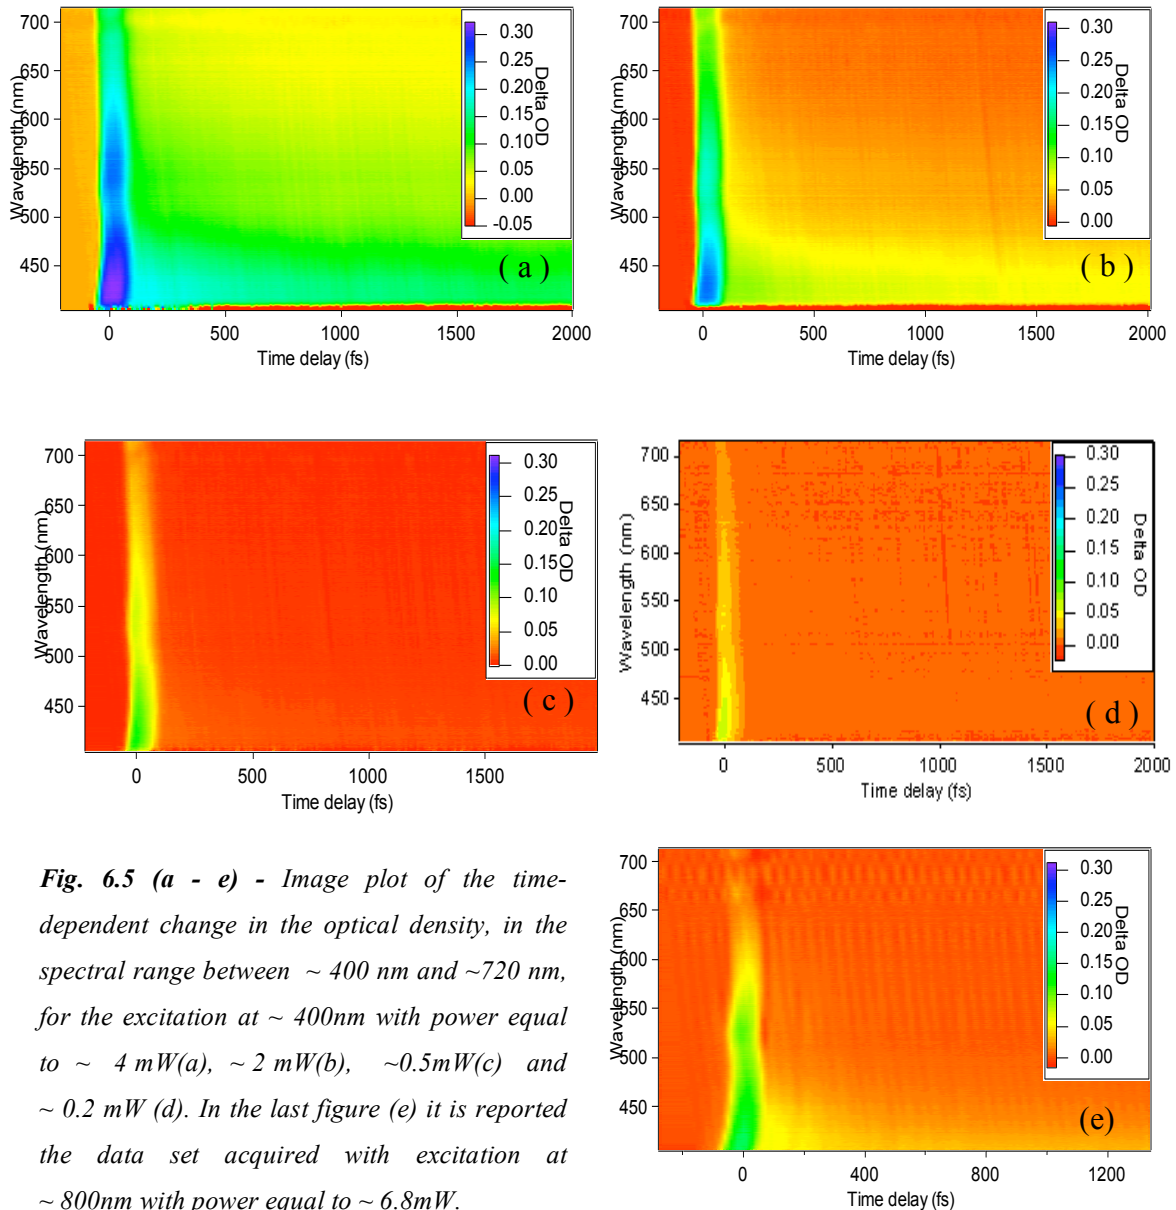 700
650
600
550
500
450
Wavelength (nm)
0 500 1000 1500 2000
Time delay (fs)
0.30
0.25
0.20
0.15
0.10
0.05
0.00
-0.05
Delta OD
( a )
700
650
600
550
500
450
Wavelength (nm)
0 500 1000 1500 2000
Time delay (fs)
0.30
0.25
0.20
0.15
0.10
0.05
0.00
Delta OD
( b )
700
650
600
550
500
450
Wavelength (nm)
0 500 1000 1500
Time delay (fs)
0.30
0.25
0.20
0.15
0.10
0.05
0.00
Delta OD
( c )
700
650
600
550
500
450
Wavelength (nm)
0 500 1000 1500 2000
Time delay (fs)
0.30
0.25
0.20
0.15
0.10
0.05
0.00
Delta OD
( d )
Fig. 6.5 (a - e) - Image plot of the time-
dependent change in the optical density, in the
spectral range between ~ 400 nm and ~720 nm,
for the excitation at ~ 400nm with power equal
to ~ 4 mW(a), ~ 2 mW(b), ~0.5mW(c) and
~ 0.2 mW (d). In the last figure (e) it is reported
the data set acquired with excitation at
~ 800nm with power equal to ~ 6.8mW.
700
650
600
550
500
450
Wavelength (nm)
0 400 800 1200
Time delay (fs)
0.30
0.25
0.20
0.15
0.10
0.05
0.00
Delta OD
(e)